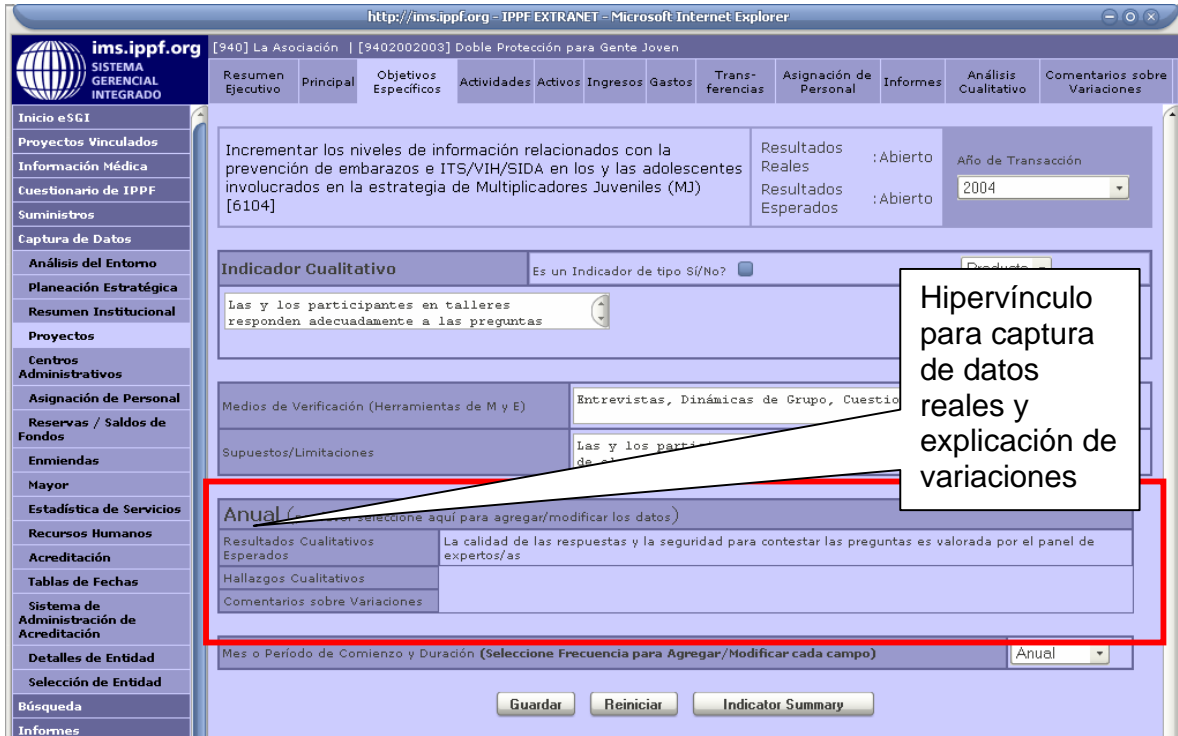 http://ims.ippf.org - IPPF EXTRANET - Microsoft Internet Explorer
ims.ippf.org
SISTEMA
GERENCIAL
INTEGRADO
[940] La Asociación | [9402002003] Doble Protección para Gente Joven
Resumen Ejecutivo
Principal
Objetivos Específicos
Actividades
Activos
Ingresos
Gastos
Trans-
ferencias
Asignación de Personal
Informes
Análisis Cualitativo
Comentarios sobre Variaciones
Inicio eSGI
Proyectos Vinculados
Información Médica
Cuestionario de IPPF
Suministros
Captura de Datos
Análisis del Entorno
Planeación Estratégica
Resumen Institucional
Proyectos
Centros
Administrativos
Asignación de Personal
Reservas / Saldos de
Fondos
Enmiendas
Mayor
Estadística de Servicios
Recursos Humanos
Acreditación
Tablas de Fechas
Sistema de
Administración de
Acreditación
Detalles de Entidad
Selección de Entidad
Búsqueda
Informes
Incrementar los niveles de información relacionados con la
prevención de embarazos e ITS/VIH/SIDA en los y las adolescentes
involucrados en la estrategia de Multiplicadores Juveniles (MJ)
[6104]
Resultados
Reales
:Abierto
Resultados
Esperados
:Abierto
Año de Transacción
2004
Indicador Cualitativo
Es un Indicador de tipo Sí/No?
Las y los participantes en talleres
responden adecuadamente a las preguntas
Hipervínculo
para captura
de datos
reales y
explicación de
variaciones
Medios de Verificación (Herramientas de M y E)
Entrevistas, Dinámicas de Grupo,
Supuestos/Limitaciones
Las y los
Anual
seleccione aquí para agregar/modificar los datos)
Resultados Cualitativos
Esperados
La calidad de las respuestas y la seguridad para contestar las preguntas es valorada por el panel de
expertos/as
Hallazgos Cualitativos
Comentarios sobre Variaciones
Mes o Período de Comienzo y Duración (Seleccione Frecuencia para Agregar/Modificar cada campo)
Anual
Guardar
Reiniciar
Indicator Summary